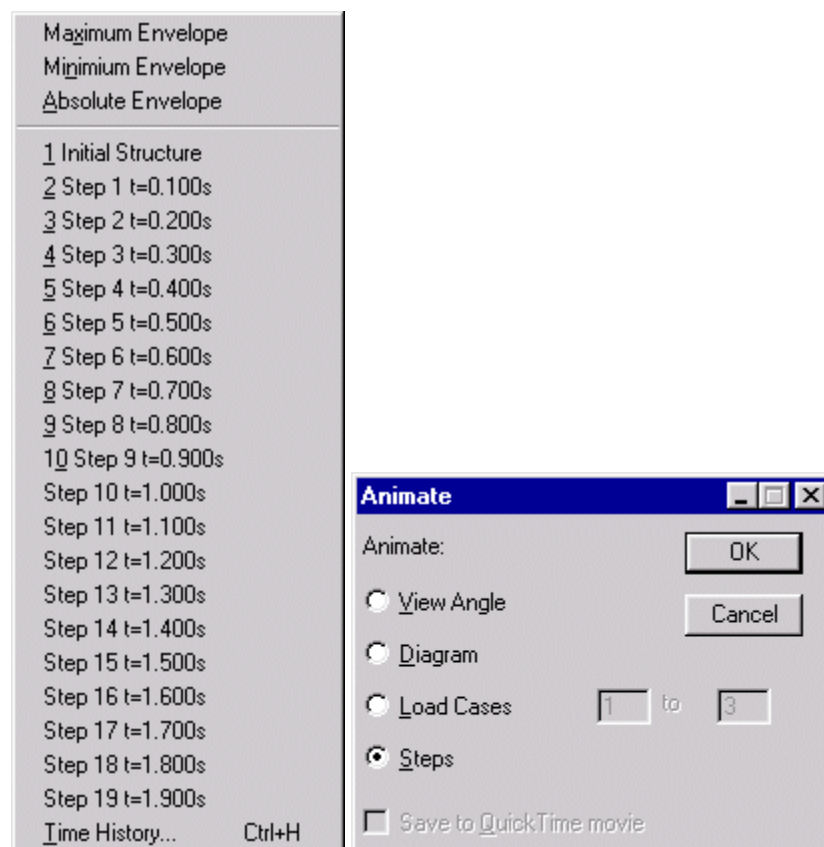 Maximum Envelope
Minimium Envelope
Absolute Envelope
1 Initial Structure
2 Step 1 t=0.100s
3 Step 2 t=0.200s
4 Step 3 t=0.300s
5 Step 4 t=0.400s
6 Step 5 t=0.500s
7 Step 6 t=0.600s
8 Step 7 t=0.700s
9 Step 8 t=0.800s
10 Step 9 t=0.900s
Step 10 t=1.000s
Step 11 t=1.100s
Step 12 t=1.200s
Step 13 t=1.300s
Step 14 t=1.400s
Step 15 t=1.500s
Step 16 t=1.600s
Step 17 t=1.700s
Step 18 t=1.800s
Step 19 t=1.900s
Time History... Ctrl+H
Animate
Animate:
OK
View Angle
Cancel
Diagram
Load Cases 1 to 3
Steps
Save to QuickTime movie